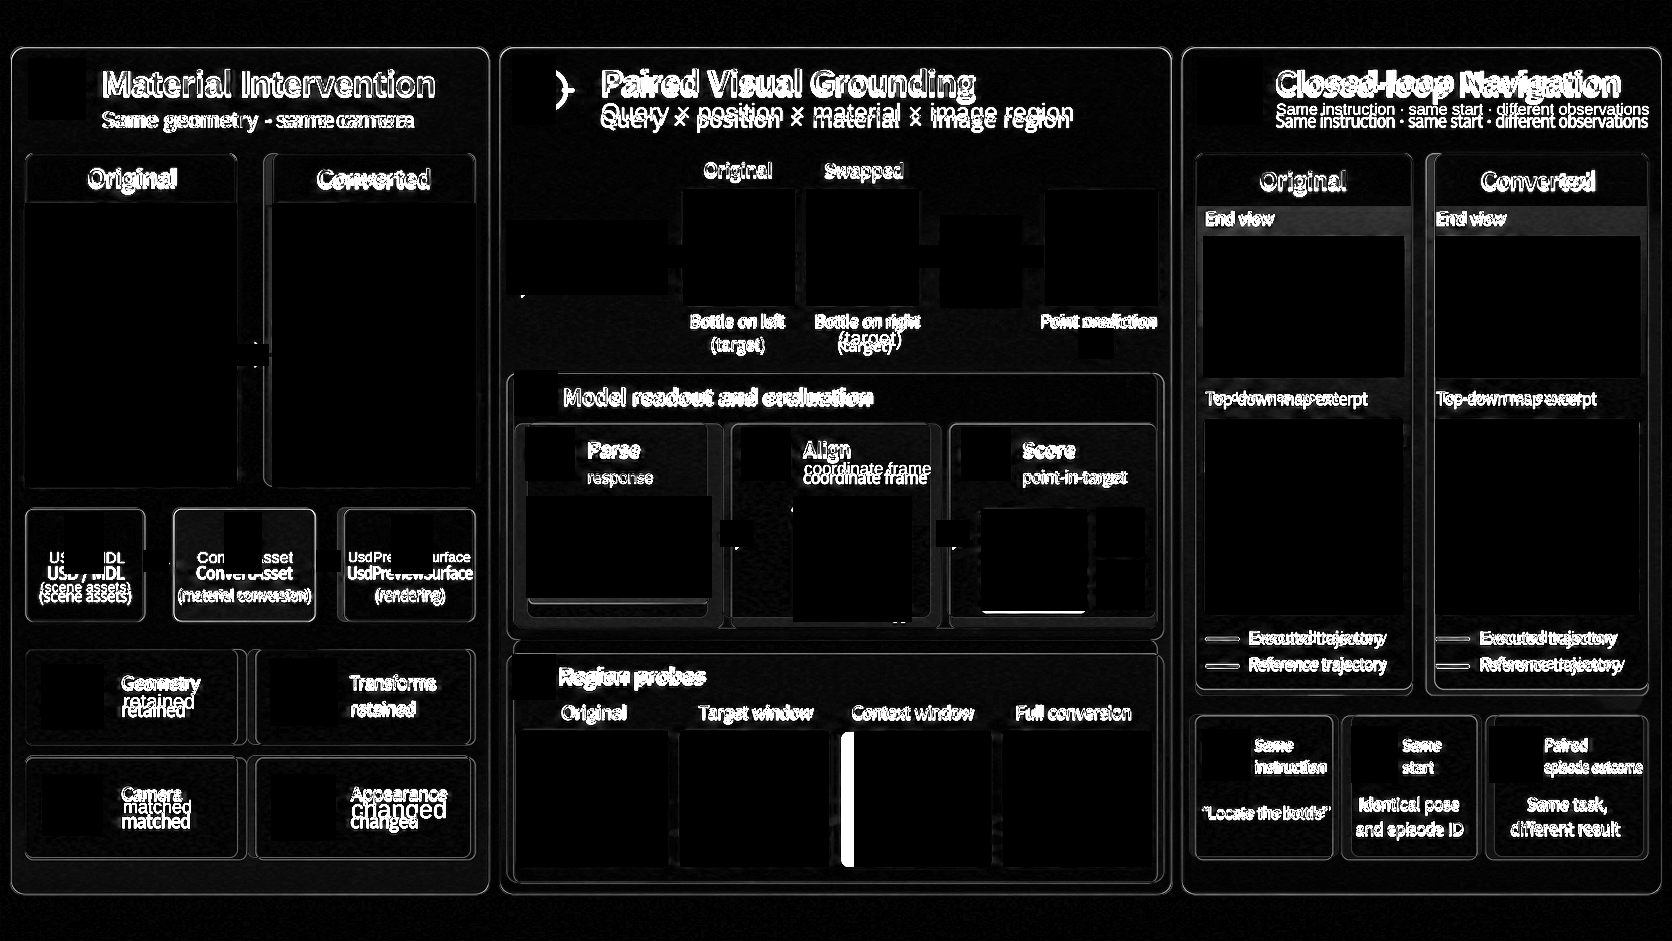 Material Intervention
Same geometry · same camera
Original
Converted
USD / MDL
(scene assets)
ConvertAsset
(material conversion)
UsdPreviewSurface
(rendering)
Geometry
retained
Transforms
retained
Camera
matched
Appearance
changed
Paired Visual Grounding
Query × position × material × image region
Original
Swapped
Bottle on left
(target)
Bottle on right
(target)
Point prediction
Model readout and evaluation
Parse
response
Align
coordinate frame
Score
point-in-target
Region probes
Original
Target window
Context window
Full conversion
Closed-loop Navigation
Same instruction · same start · different observations
Original
Converted
End view
End view
Top-down map excerpt
Top-down map excerpt
Executed trajectory
Reference trajectory
Executed trajectory
Reference trajectory
Same
instruction
"Locate the bottle"
Same
start
Identical pose
and episode ID
Paired
episode outcome
Same task,
different result